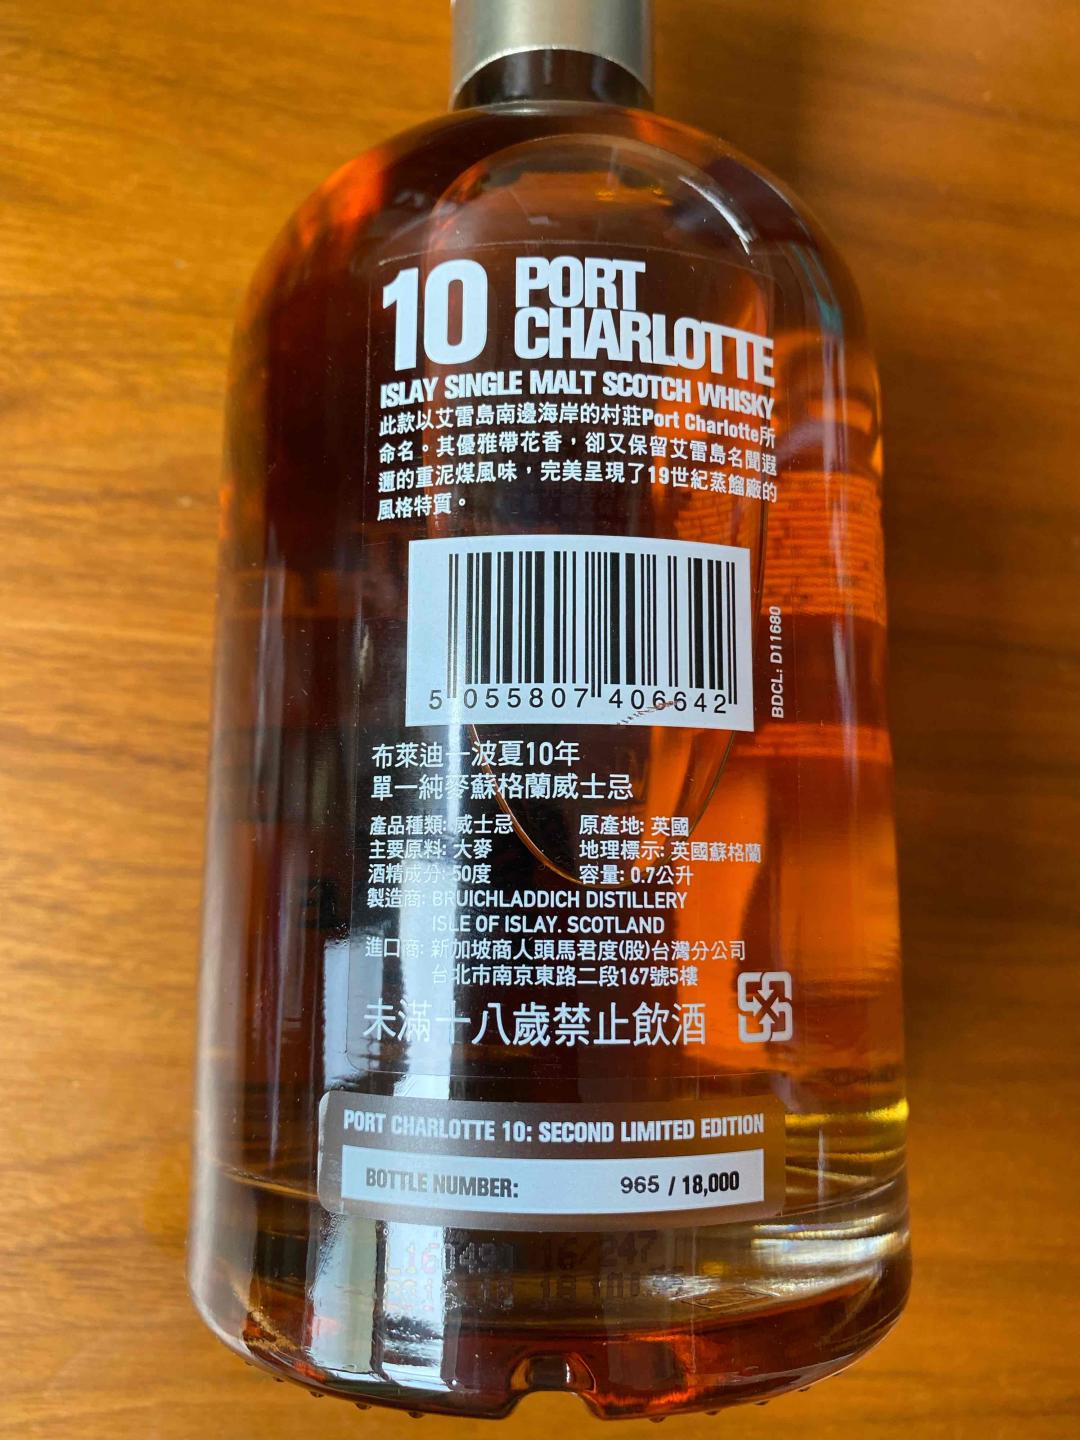 10 PORT
CHARLOTTE
ISLAY SINGLE MALT SCOTCH WHISKY
此款以艾雷島南邊海岸的村莊Port Charlotte所
命名。其優雅帶花香，卻又保留艾雷島名聞遐
邇的重泥煤風味，完美呈現了19世紀蒸餾廠的
風格特質。
5 055807 406642
BDCL: D11680
布萊迪－波夏10年
單一純麥蘇格蘭威士忌
產品種類: 威士忌 原產地: 英國
主要原料: 大麥 地理標示: 英國蘇格蘭
酒精成分: 50度 容量: 0.7公升
製造商: BRUICHLADDICH DISTILLERY
ISLE OF ISLAY. SCOTLAND
進口商: 新加坡商人頭馬君度(股)台灣分公司
台北市南京東路二段167號5樓
未滿十八歲禁止飲酒
PORT CHARLOTTE 10: SECOND LIMITED EDITION
BOTTLE NUMBER: 965 / 18,000
16/247